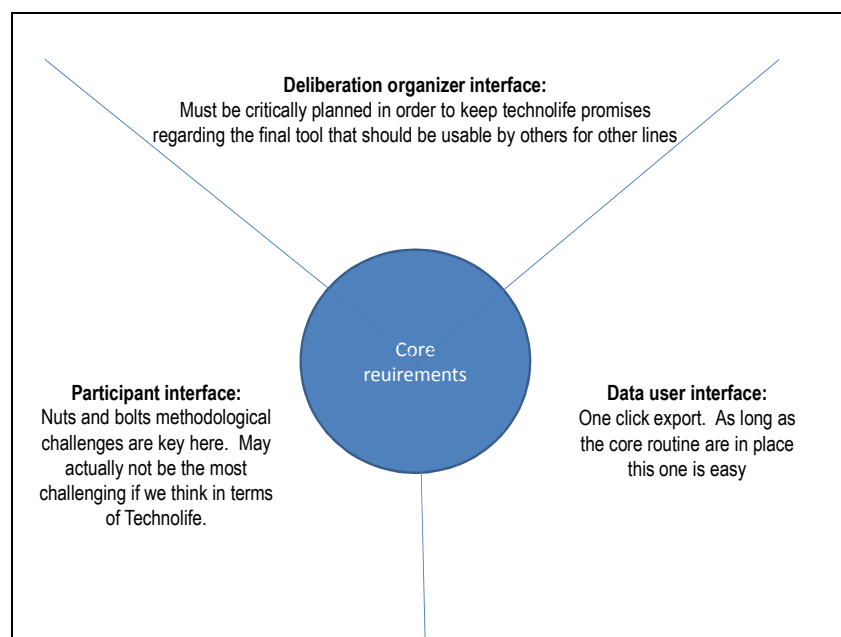 Deliberation organizer interface:
Must be critically planned in order to keep technolife promises
regarding the final tool that should be usable by others for other lines
Core
reuirements
Participant interface:
Nuts and bolts methodological
challenges are key here. May
actually not be the most
challenging if we think in terms
of Technolife.
Data user interface:
One click export. As long as
the core routine are in place
this one is easy